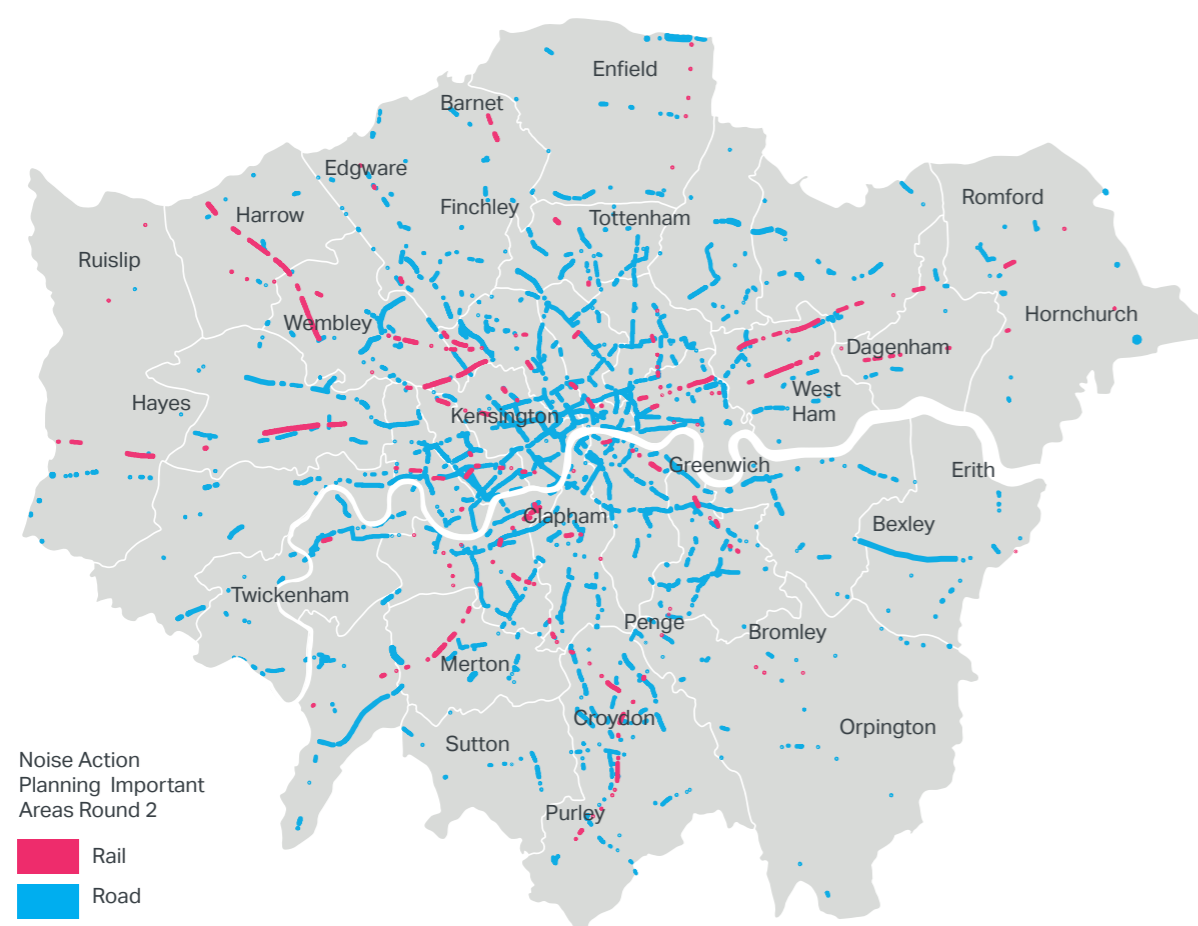 Enfield
Barnet
Edgware
Finchley
Harrow
Tottenham
Romford
Ruislip
Wembley
Hornchurch
Dagenham
Hayes
Kensington
West
Ham
Greenwich
Erith
Clapham
Bexley
Twickenham
Penge
Bromley
Merton
Croydon
Orpington
Sutton
Purley
Noise Action
Planning Important
Areas Round 2
Rail
Road